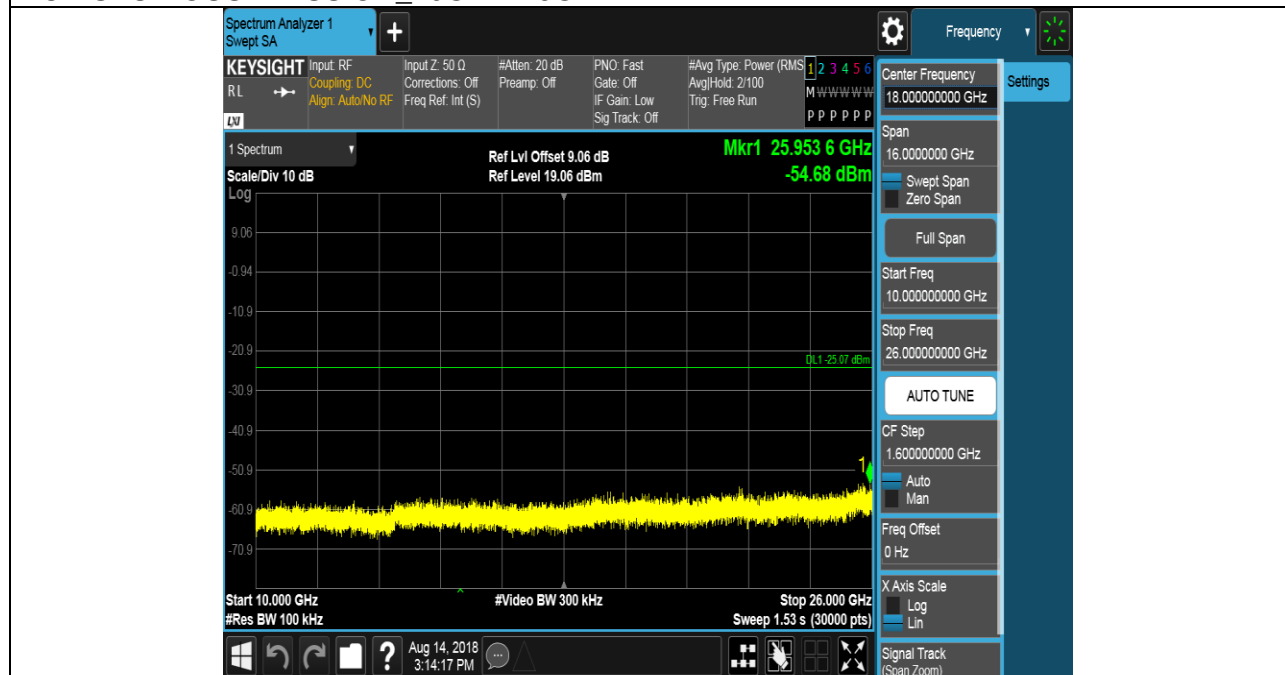 Spectrum Analyzer 1
Swept SA
Frequency
KEYSIGHT
RL
LXI
Input: RF
Coupling: DC
Align: Auto/No RF
Input Z: 50 Ω
Corrections: Off
Freq Ref: Int (S)
#Atten: 20 dB
Preamp: Off
PNO: Fast
Gate: Off
IF Gain: Low
Sig Track: Off
#Avg Type: Power (RMS
Avg|Hold: 2/100
Trig: Free Run
1 2 3 4 5 6
M W W W W W
P P P P P P
1 Spectrum
Scale/Div 10 dB
Ref Lvl Offset 9.06 dB
Ref Level 19.06 dBm
Mkr1 25.953 6 GHz
-54.68 dBm
Log
9.06
-0.94
-10.9
-20.9
-30.9
-40.9
-50.9
-60.9
-70.9
DL1 -25.07 dBm
1
Start 10.000 GHz
#Res BW 100 kHz
#Video BW 300 kHz
Stop 26.000 GHz
Sweep 1.53 s (30000 pts)
Aug 14, 2018
3:14:17 PM
?
Center Frequency
18.000000000 GHz
Span
16.0000000 GHz
Swept Span
Zero Span
Full Span
Start Freq
10.000000000 GHz
Stop Freq
26.000000000 GHz
AUTO TUNE
CF Step
1.600000000 GHz
Auto
Man
Freq Offset
0 Hz
X Axis Scale
Log
Lin
Signal Track
(Span Zoom)
Settings